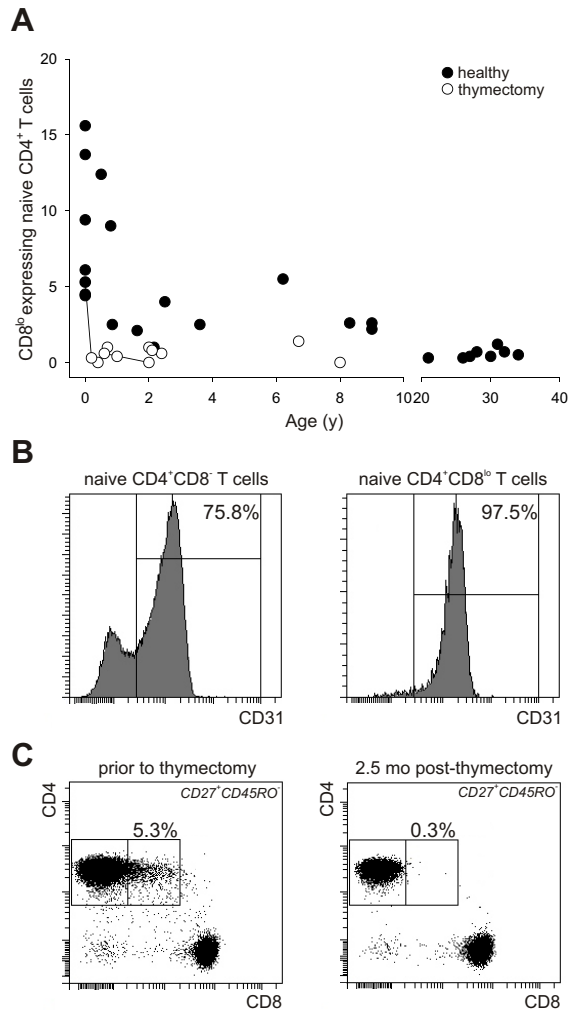 A
CD8ˡᵒ expressing naive CD4⁺ T cells
20
15
10
5
0
healthy
thymectomy
0 2 4 6 8 10 20 30 40
Age (y)
B
naive CD4⁺CD8⁻ T cells
75.8%
CD31
naive CD4⁺CD8ˡᵒ T cells
97.5%
CD31
C
prior to thymectomy
CD4
CD27⁺CD45RO⁻
5.3%
CD8
2.5 mo post-thymectomy
CD4
CD27⁺CD45RO⁻
0.3%
CD8